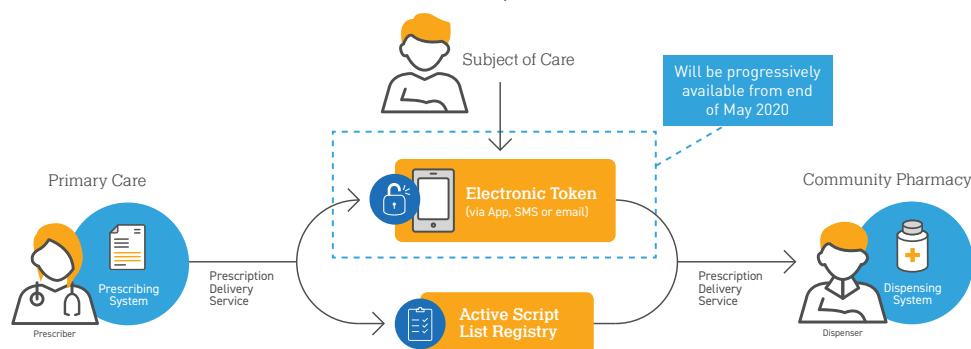 Subject of Care
Will be progressively
available from end
of May 2020
Primary Care
Electronic Token
(via App, SMS or email)
Community Pharmacy
Prescribing
System
Prescription
Delivery
Service
Prescription
Delivery
Service
Dispensing
System
Active Script
List Registry
Prescriber
Dispenser